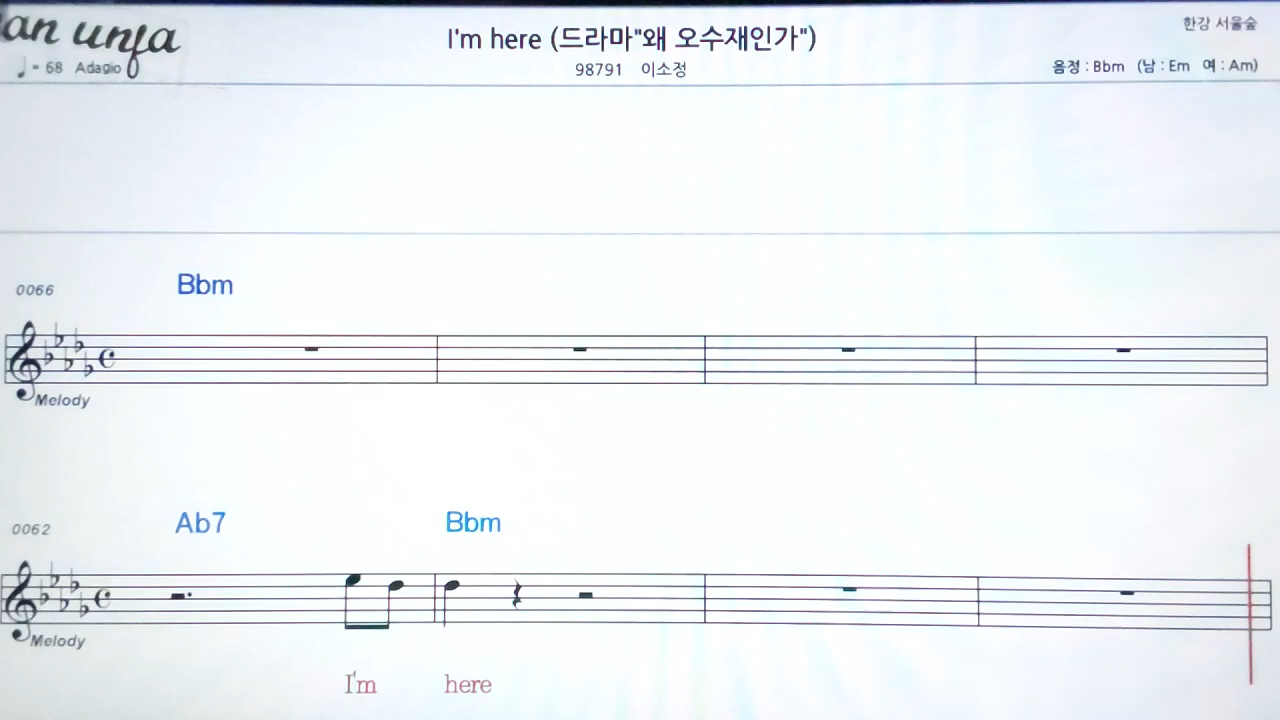 an unfa
I'm here (드라마"왜 오수재인가")
한강 서울숲
♩= 68 Adagio
98791 이소정
음정 : Bbm (남 : Em 여 : Am)
0066
Bbm
Melody
0062
Ab7 Bbm
Melody
I'm here